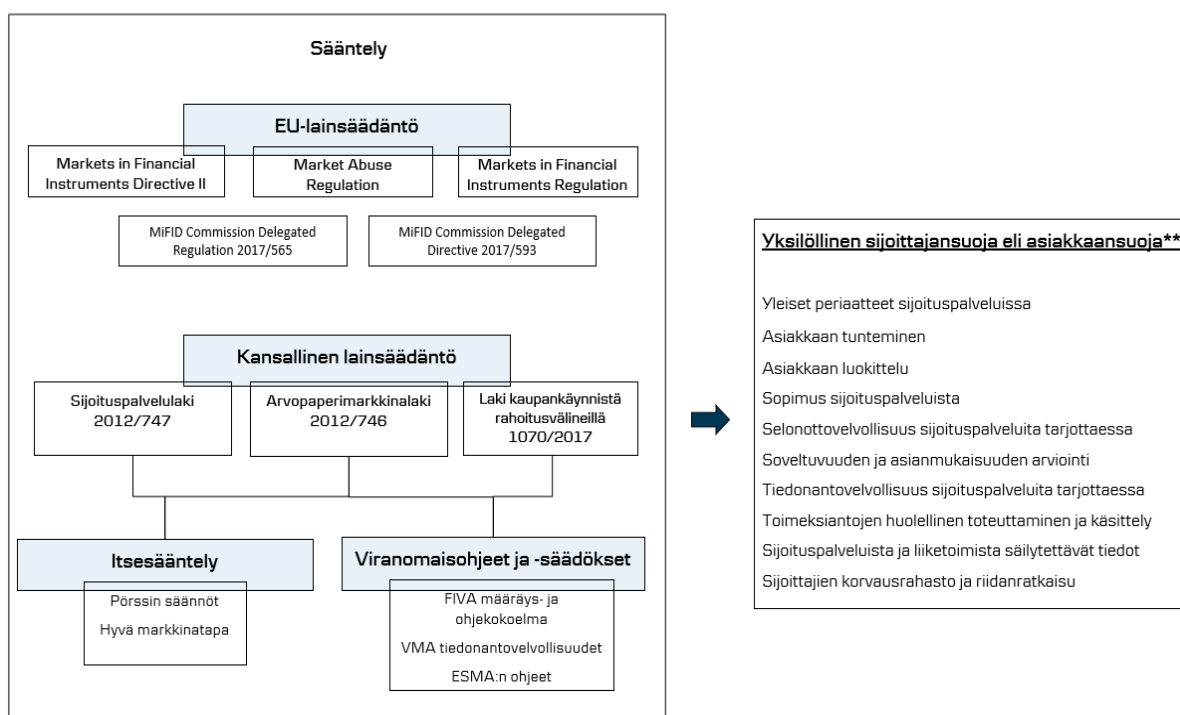 Sääntely
EU-lainsäädäntö
Markets in Financial
Instruments Directive II
Market Abuse
Regulation
Markets in Financial
Instruments Regulation
MiFID Commission Delegated
Regulation 2017/565
MiFID Commission Delegated
Directive 2017/593
Kansallinen lainsäädäntö
Sijoituspalvelulaki
2012/747
Arvopaperimarkkinalaki
2012/746
Laki kaupankäynnistä
rahoitusvälineillä
1070/2017
Itsesääntely
Pörssin säännöt
Hyvä markkinatapa
Viranomaisohjeet ja -säädökset
FIVA määräys- ja
ohjekokoelma
VMA tiedonantovelvollisuudet
ESMA:n ohjeet
Yksilöllinen sijoittajansuoja eli asiakkaansuoja**
Yleiset periaatteet sijoituspalveluissa
Asiakkaan tunteminen
Asiakkaan luokittelu
Sopimus sijoituspalveluista
Selonottovelvollisuus sijoituspalveluita tarjottaessa
Soveltuvuuden ja asianmukaisuuden arviointi
Tiedonantovelvollisuus sijoituspalveluita tarjottaessa
Toimeksiantojen huolellinen toteuttaminen ja käsittely
Sijoituspalveluista ja liiketoimista säilytettävät tiedot
Sijoittajien korvausrahasto ja riidanratkaisu